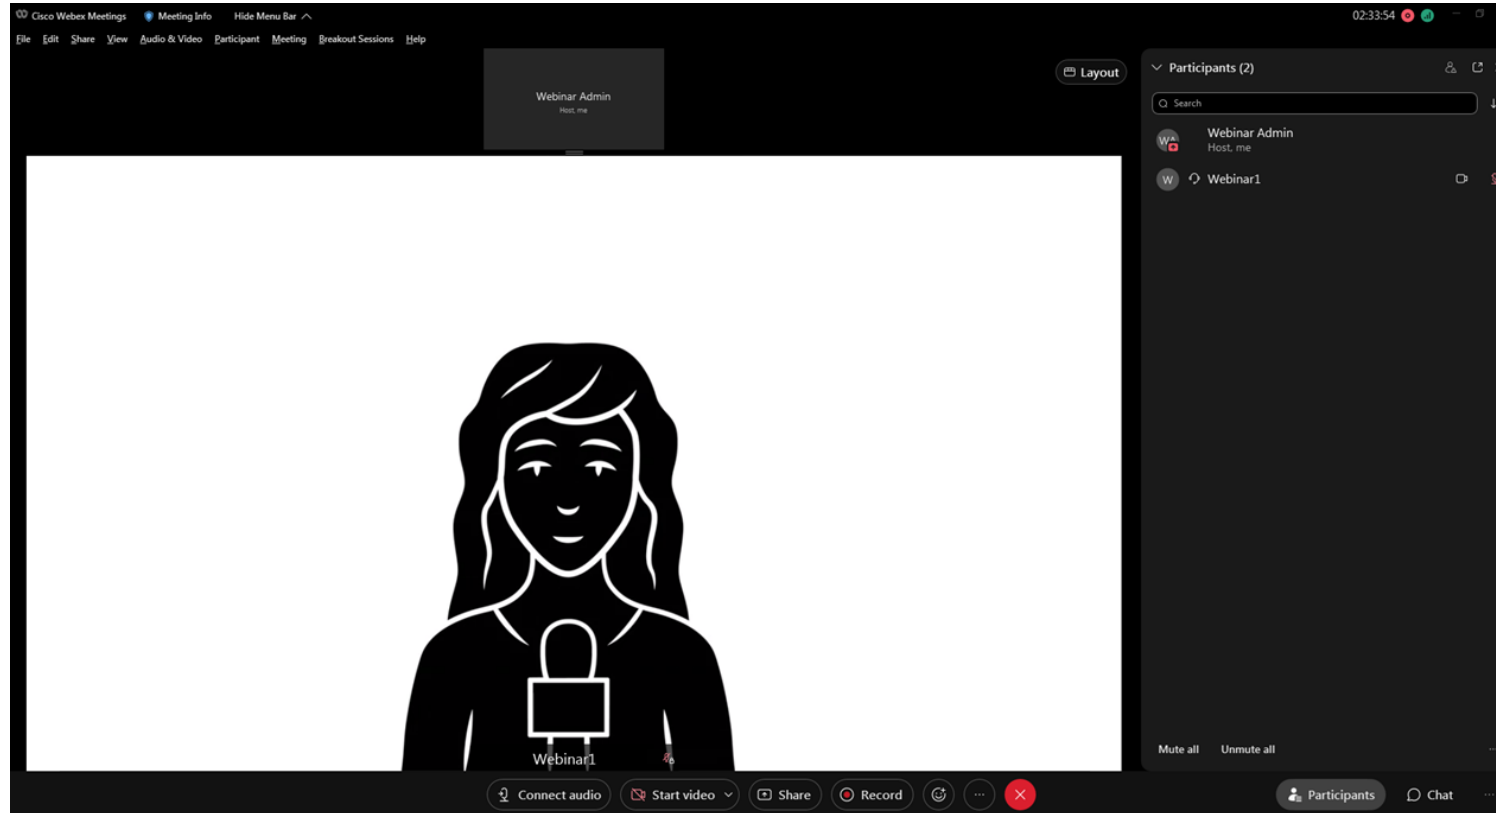 Cisco Webex Meetings Meeting Info Hide Menu Bar 02:33:54
File Edit Share View Audio & Video Participant Meeting Breakout Sessions Help
Webinar Admin
Host, me
Layout
Participants (2)
Search
WA Webinar Admin
Host, me
W Webinar1
Webinar1
Mute all Unmute all
Connect audio Start video Share Record Participants Chat